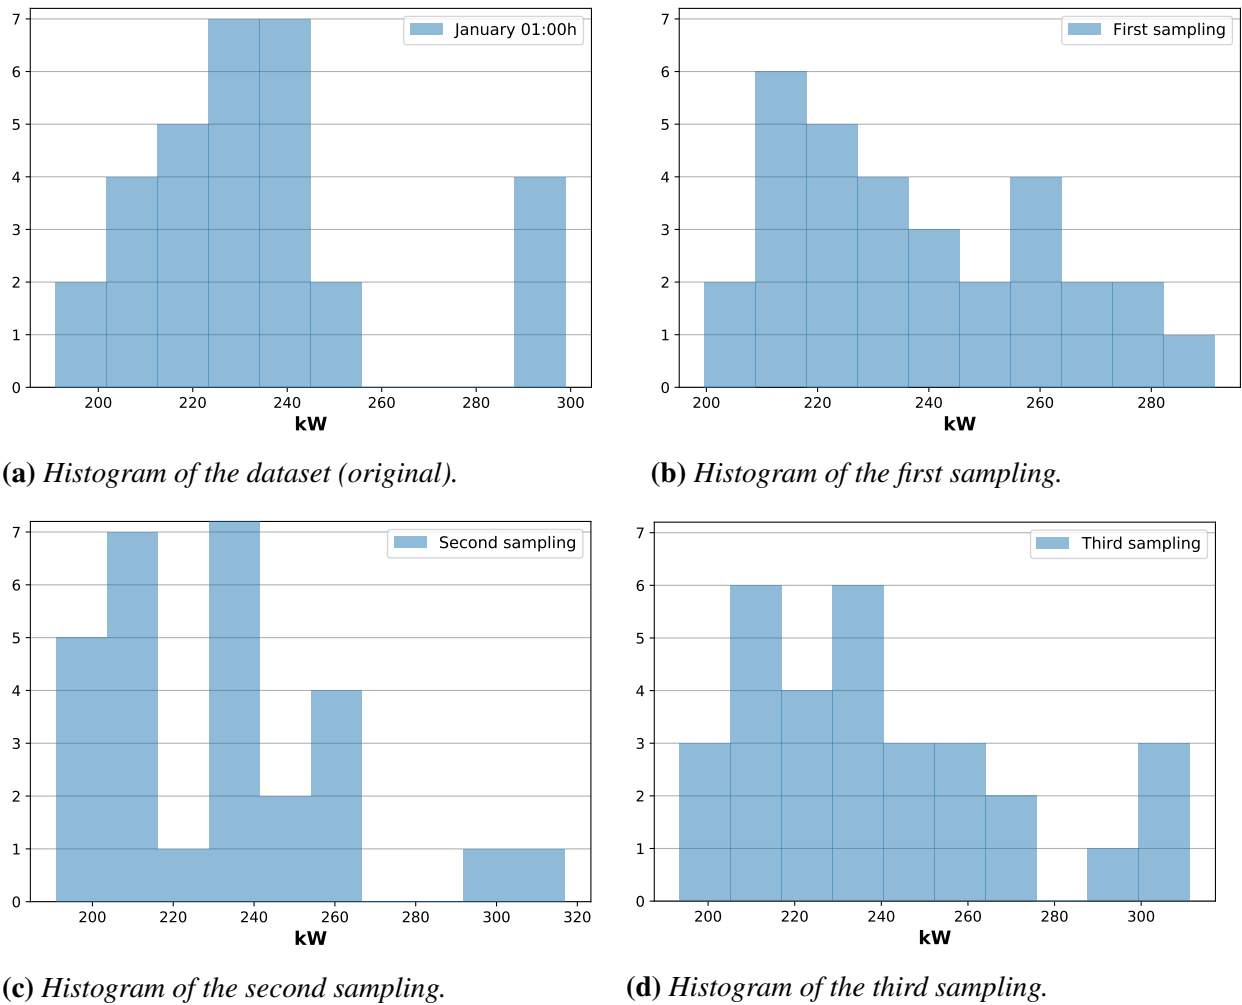 7
6
5
4
3
2
1
0
January 01:00h
200 220 240 260 280 300
kW
(a) Histogram of the dataset (original).
7
6
5
4
3
2
1
0
First sampling
200 220 240 260 280
kW
(b) Histogram of the first sampling.
7
6
5
4
3
2
1
0
Second sampling
200 220 240 260 280 300 320
kW
(c) Histogram of the second sampling.
7
6
5
4
3
2
1
0
Third sampling
200 220 240 260 280 300
kW
(d) Histogram of the third sampling.